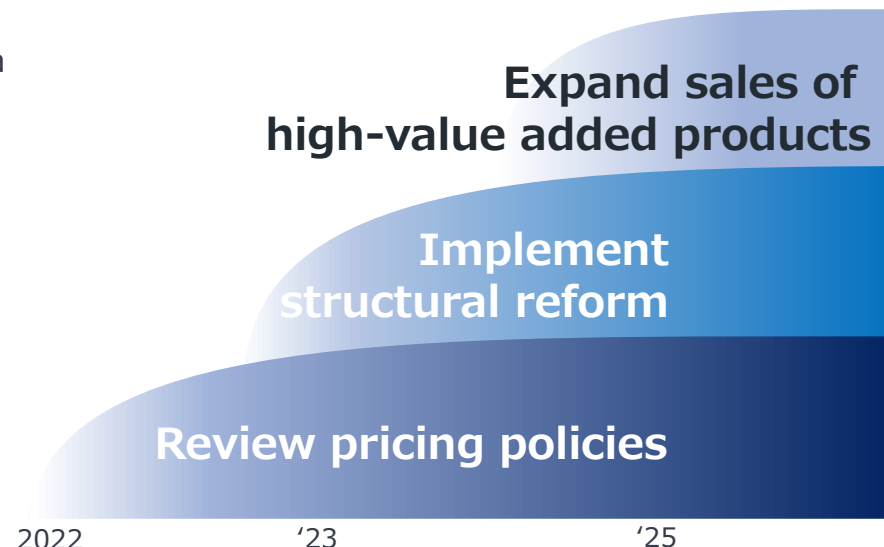 Expand sales of
high-value added products
Implement
structural reform
Review pricing policies
2022 ‘23 ‘25